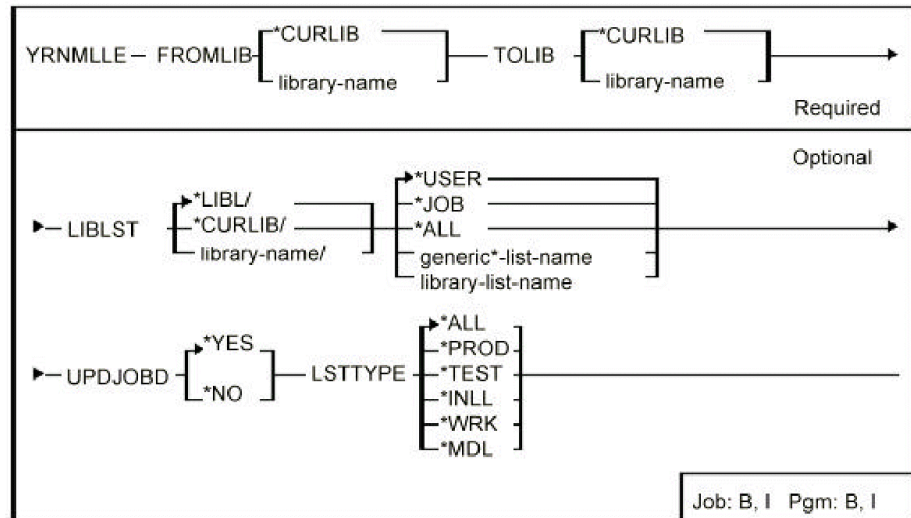 *CURLIB *CURLIB
YRNMLLE FROMLIB TOLIB
library-name library-name
Required
Optional
*USER
*LIBL/ *JOB
LIBLST *CURLIB/ *ALL
library-name/ generic*-list-name
library-list-name
*ALL
*YES *PROD
UPDJOBD LSTTYPE *TEST
*NO *INLL
*WRK
*MDL
Job: B, I Pgm: B, I